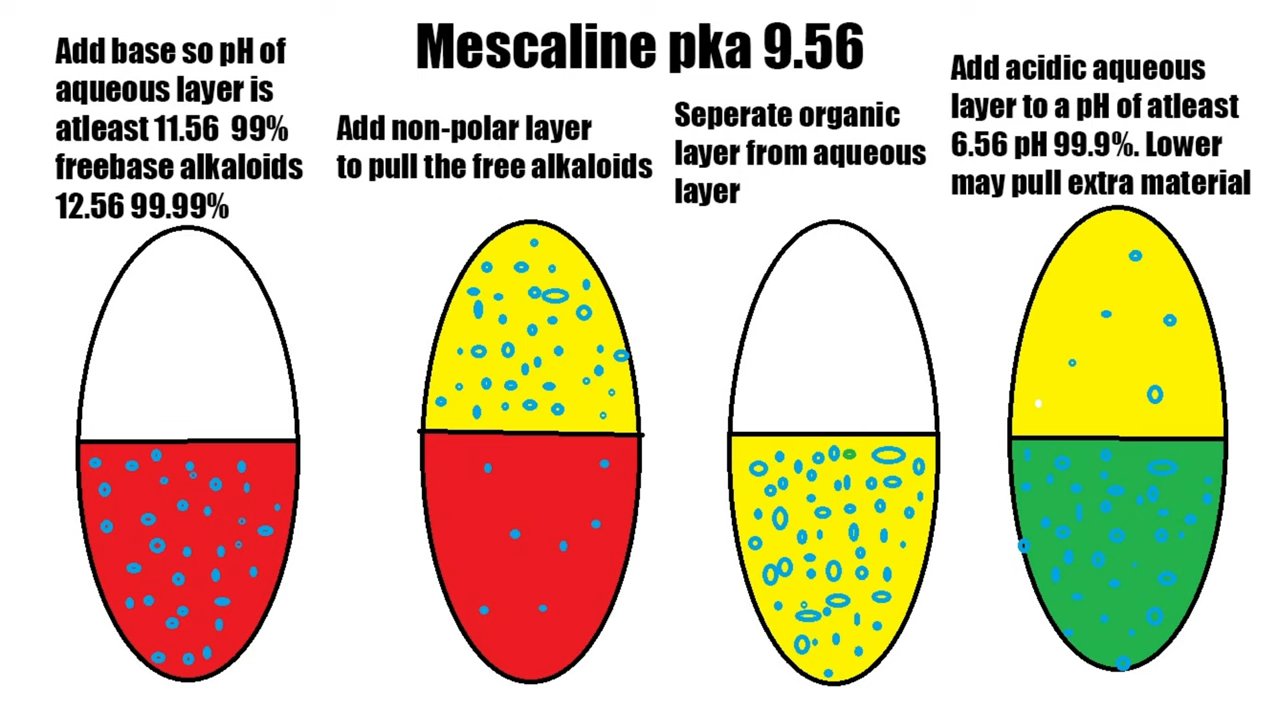 Mescaline pka 9.56
Add base so pH of
aqueous layer is
atleast 11.56 99%
freebase alkaloids
12.56 99.99%
Add non-polar layer
to pull the free alkaloids
Seperate organic
layer from aqueous
layer
Add acidic aqueous
layer to a pH of atleast
6.56 pH 99.9%. Lower
may pull extra material